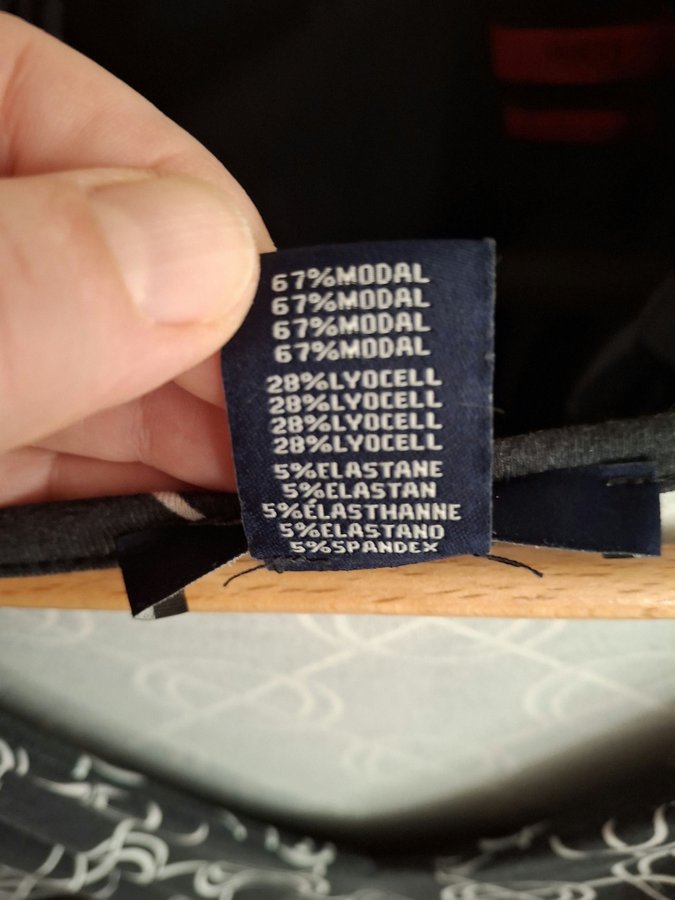 67%MODAL
67%MODAL
67%MODAL
67%MODAL
28%LYOCELL
28%LYOCELL
28%LYOCELL
28%LYOCELL
5%ELASTANE
5%ELASTAN
5%ÉLASTHANNE
5%ELASTANO
5%SPANDEX